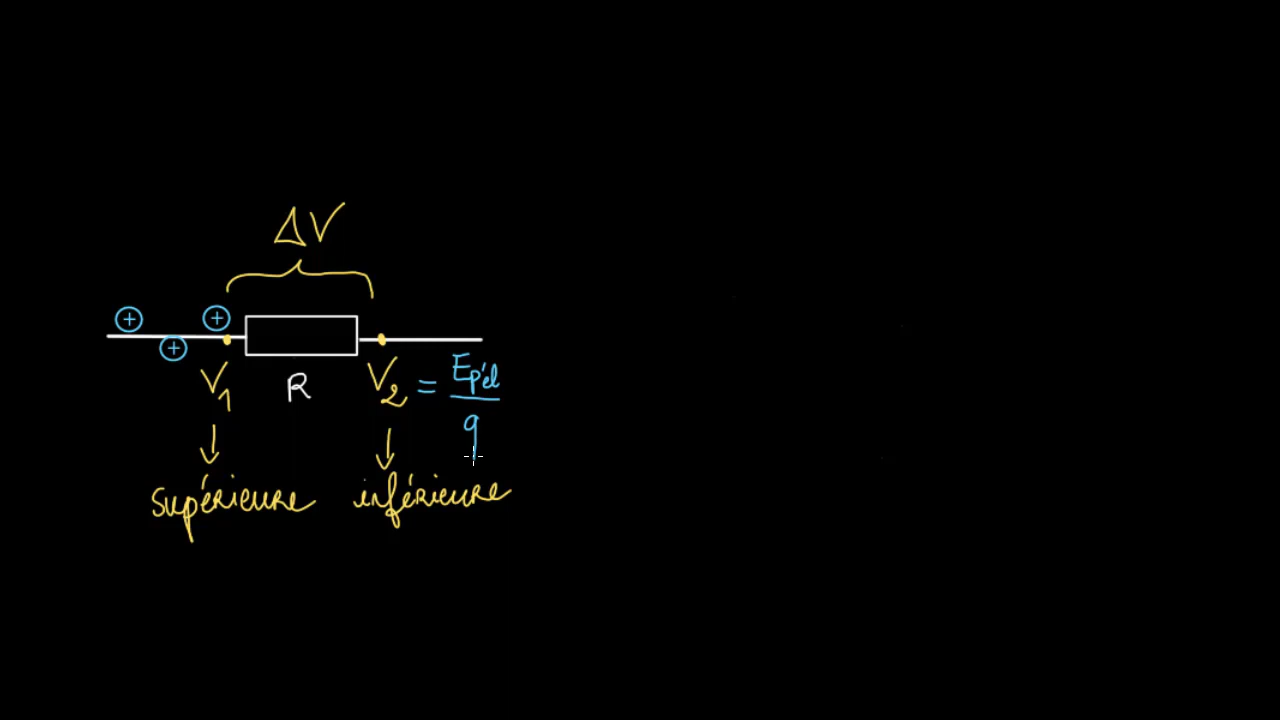 ΔV
+ + +
V₁ R V₂ = Ep'él / q
↓ ↓
supérieure inférieure